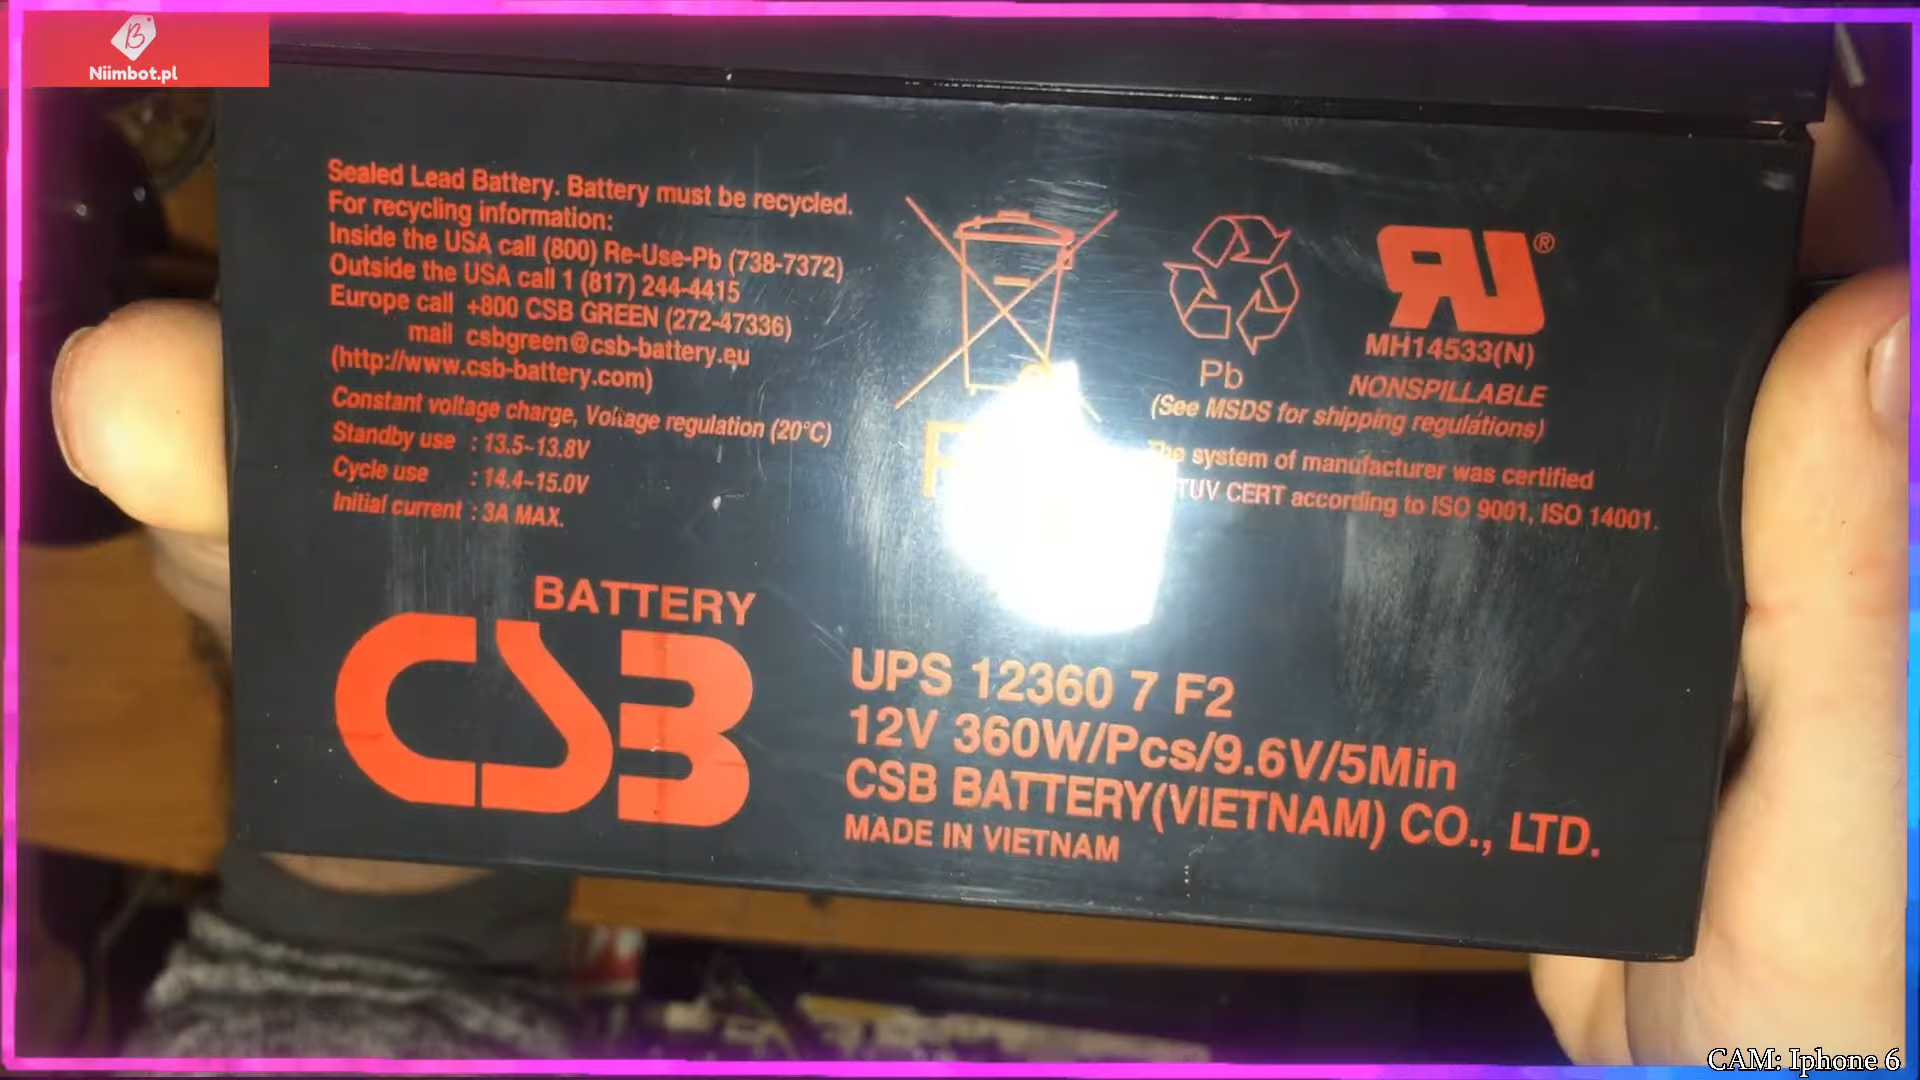 Niimbot.pl
Sealed Lead Battery. Battery must be recycled.
For recycling information:
Inside the USA call (800) Re-Use-Pb (738-7372)
Outside the USA call 1 (817) 244-4415
Europe call +800 CSB GREEN (272-47336)
mail csbgreen@csb-battery.eu
(http://www.csb-battery.com)
Constant voltage charge, Voltage regulation (20°C)
Standby use : 13.5~13.8V
Cycle use : 14.4~15.0V
Initial current : 3A MAX.
Pb
RU®
MH14533(N)
NONSPILLABLE
(See MSDS for shipping regulations)
The system of manufacturer was certified
TUV CERT according to ISO 9001, ISO 14001.
BATTERY
CSB
UPS 12360 7 F2
12V 360W/Pcs/9.6V/5Min
CSB BATTERY(VIETNAM) CO., LTD.
MADE IN VIETNAM
CAM: Iphone 6